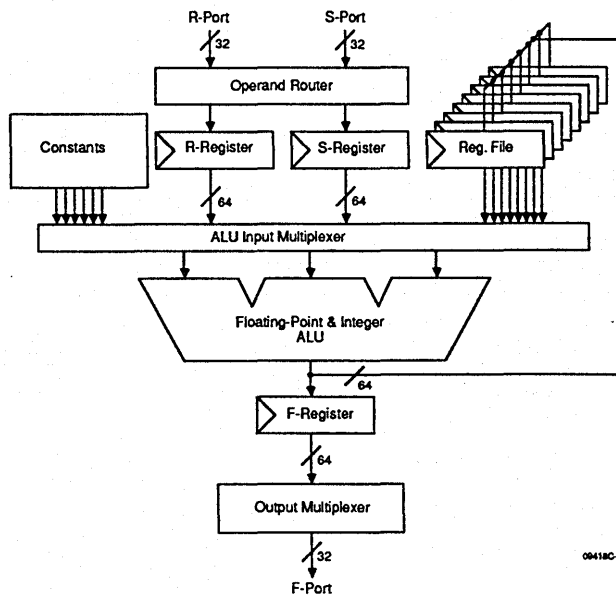 R-Port
S-Port
32
32
Operand Router
Constants
R-Register
S-Register
Reg. File
64
64
ALU Input Multiplexer
Floating-Point & Integer
ALU
64
F-Register
64
Output Multiplexer
32
F-Port
09418C-